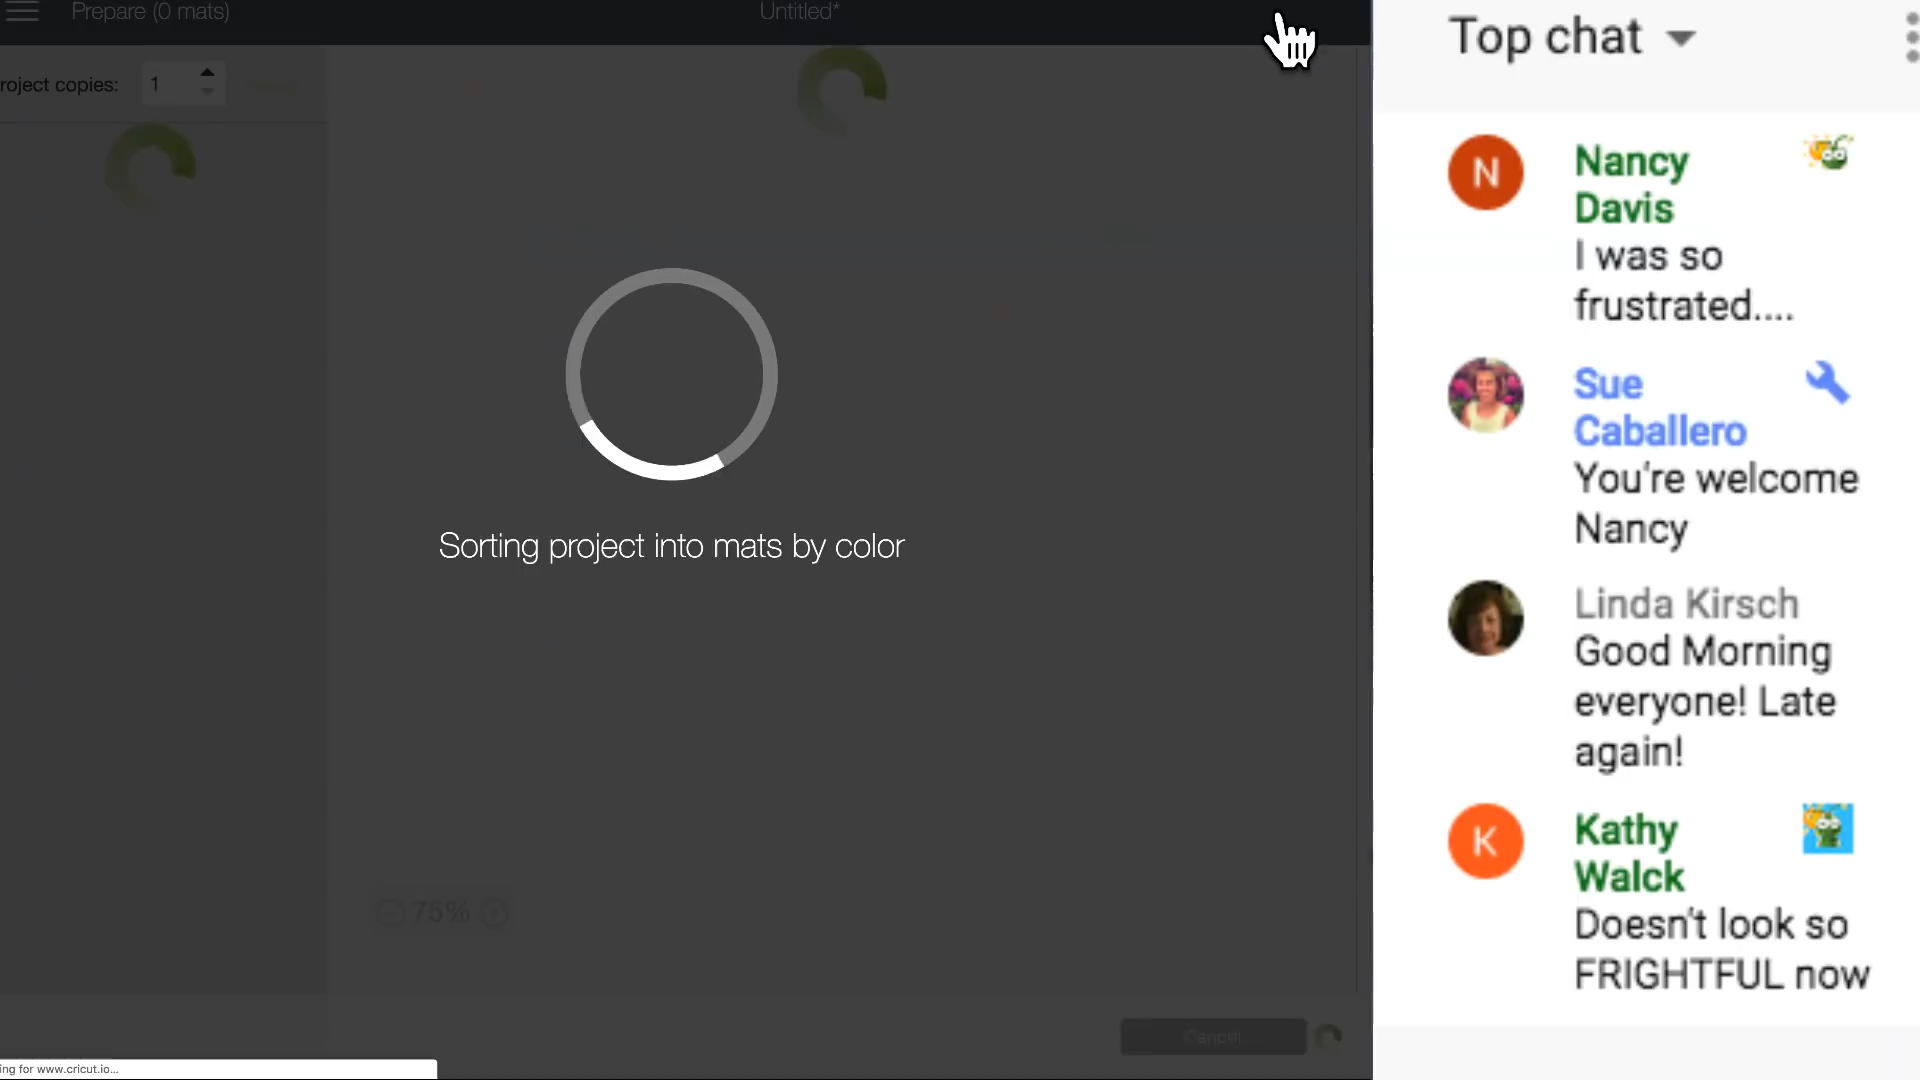 Prepare (0 mats)
Untitled*
roject copies:
1
Sorting project into mats by color
75%
Cancel
ing for www.cricut.io...
Top chat
N
Nancy
Davis
I was so
frustrated....
Sue
Caballero
You're welcome
Nancy
Linda Kirsch
Good Morning
everyone! Late
again!
K
Kathy
Walck
Doesn't look so
FRIGHTFUL now